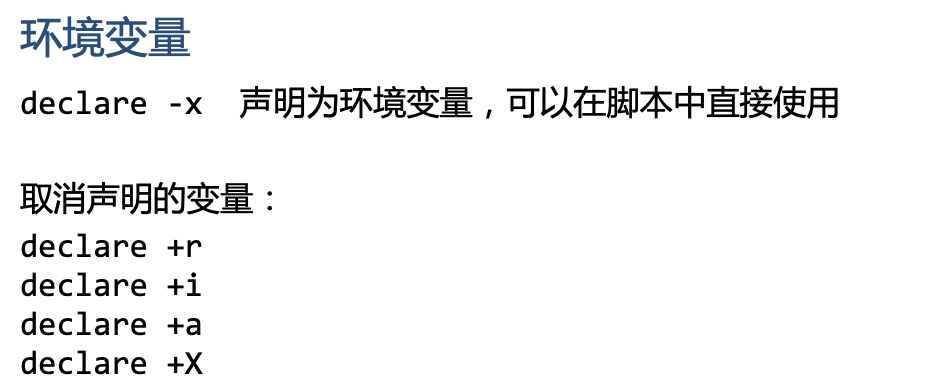 环境变量
declare -x 声明为环境变量，可以在脚本中直接使用
取消声明的变量：
declare +r
declare +i
declare +a
declare +X